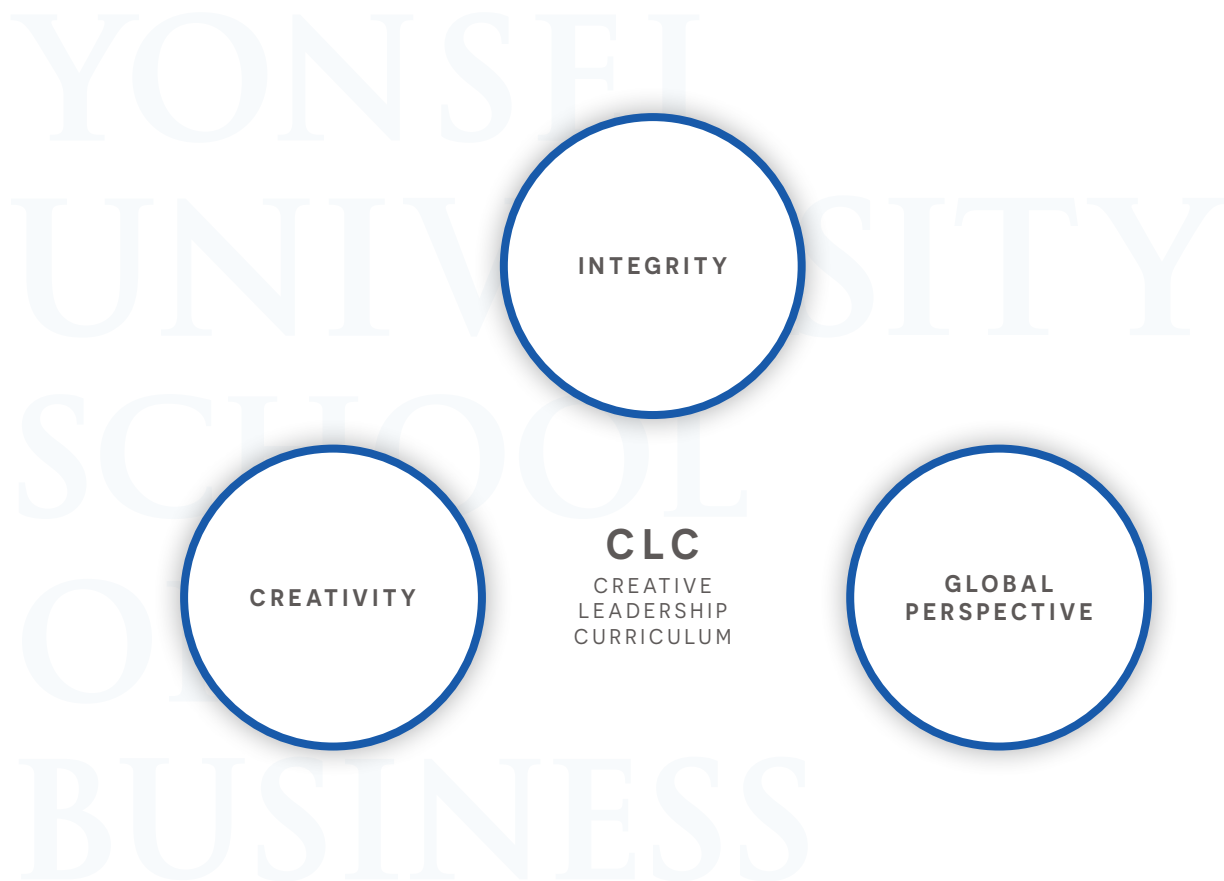 YONSEI
UNIVERSITY
SCHOOL
OF
BUSINESS
INTEGRITY
CREATIVITY
CLC
CREATIVE
LEADERSHIP
CURRICULUM
GLOBAL
PERSPECTIVE